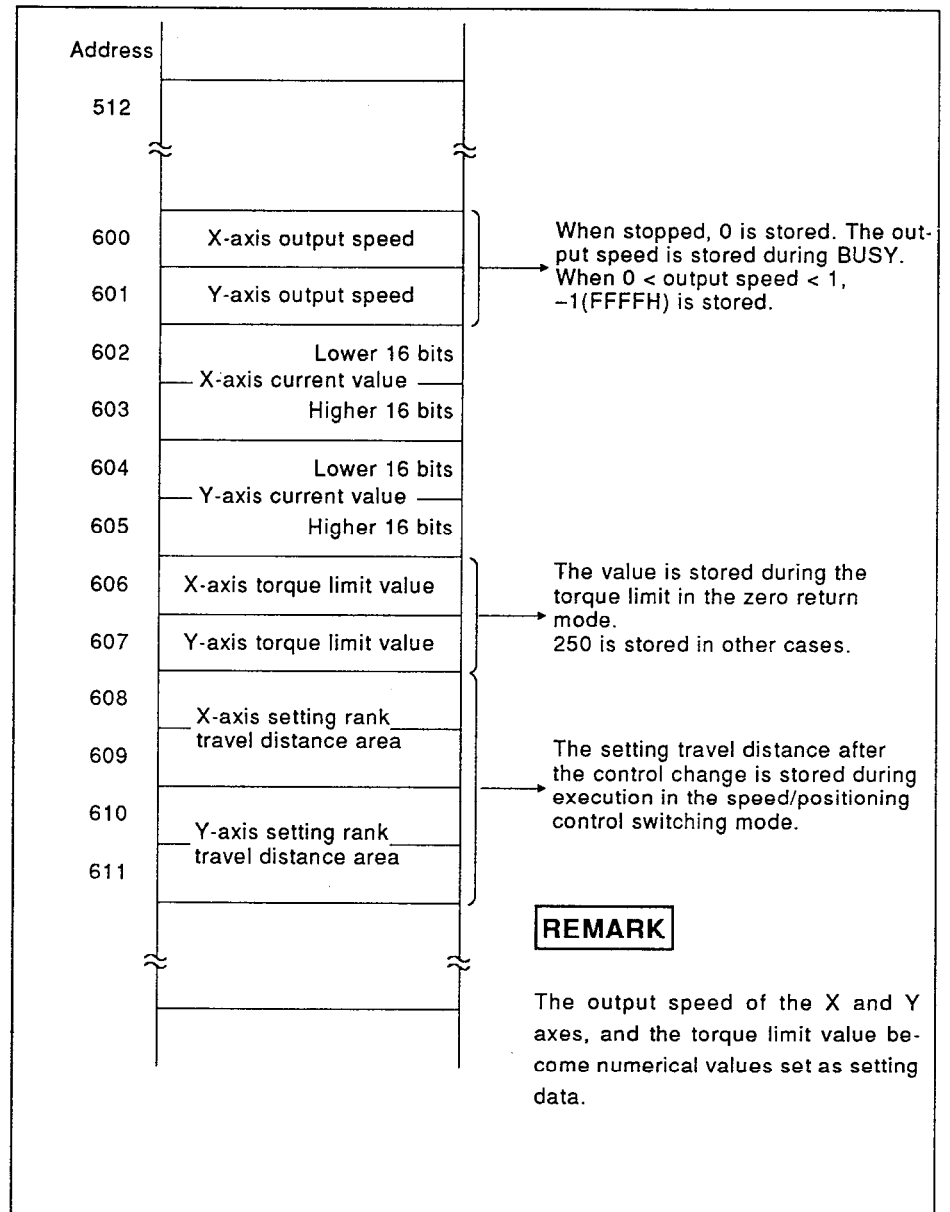 Address
512
600 X-axis output speed
601 Y-axis output speed
When stopped, 0 is stored. The out-
put speed is stored during BUSY.
When 0 < output speed < 1,
–1(FFFFH) is stored.
602 Lower 16 bits
X-axis current value
603 Higher 16 bits
604 Lower 16 bits
Y-axis current value
605 Higher 16 bits
606 X-axis torque limit value
607 Y-axis torque limit value
The value is stored during the
torque limit in the zero return
mode.
250 is stored in other cases.
608
X-axis setting rank
travel distance area
609
610
Y-axis setting rank
travel distance area
611
The setting travel distance after
the control change is stored during
execution in the speed/positioning
control switching mode.
REMARK
The output speed of the X and Y
axes, and the torque limit value be-
come numerical values set as setting
data.